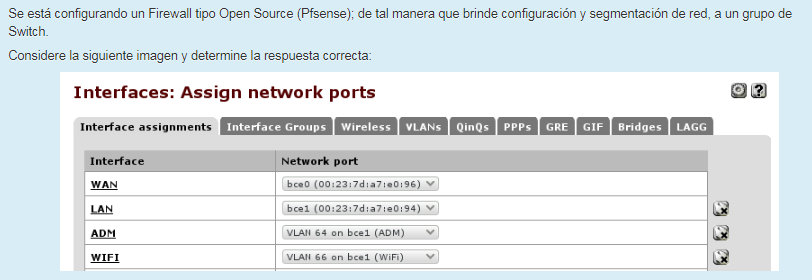 Se está configurando un Firewall tipo Open Source (Pfsense); de tal manera que brinde configuración y segmentación de red, a un grupo de
Switch.
Considere la siguiente imagen y determine la respuesta correcta:
Interfaces: Assign network ports
Interface assignments Interface Groups Wireless VLANs QinQs PPPs GRE GIF Bridges LAGG
Interface Network port
WAN bce0 (00:23:7d:a7:e0:96)
LAN bce1 (00:23:7d:a7:e0:94)
ADM VLAN 64 on bce1 (ADM)
WIFI VLAN 66 on bce1 (WiFi)